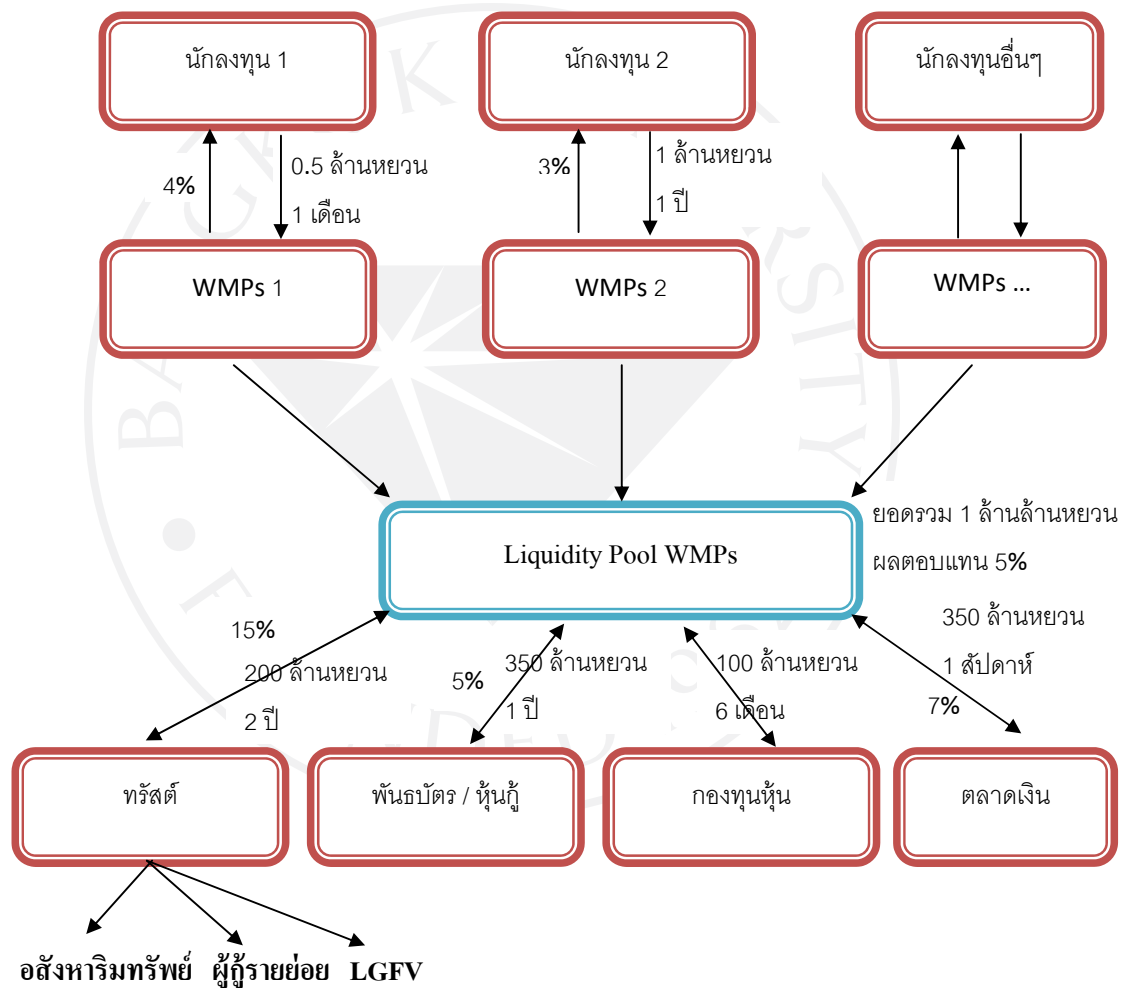 นักลงทุน 1
นักลงทุน 2
นักลงทุนอื่นๆ
4%
0.5 ล้านหยวน
1 เดือน
3%
1 ล้านหยวน
1 ปี
WMPs 1
WMPs 2
WMPs ...
Liquidity Pool WMPs
ยอดรวม 1 ล้านล้านหยวน
ผลตอบแทน 5%
15%
200 ล้านหยวน
2 ปี
5%
350 ล้านหยวน
1 ปี
100 ล้านหยวน
6 เดือน
350 ล้านหยวน
1 สัปดาห์
7%
ทรัสต์
พันธบัตร / หุ้นกู้
กองทุนหุ้น
ตลาดเงิน
อสังหาริมทรัพย์ ผู้กู้รายย่อย LGFV